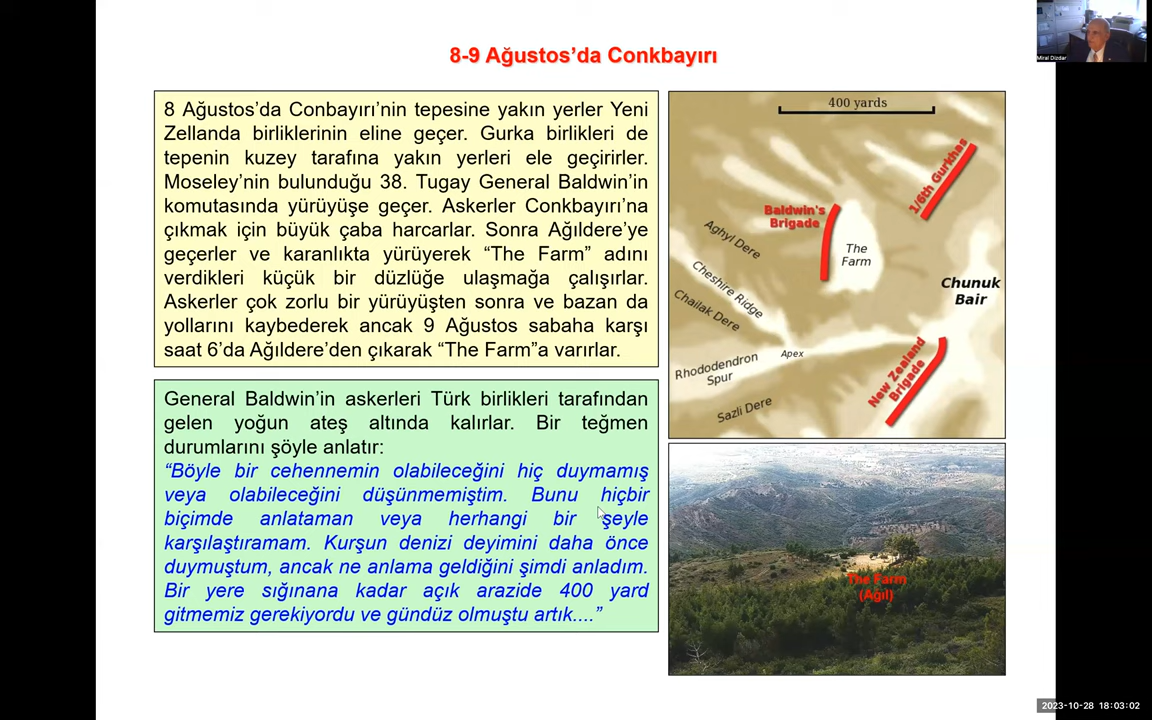 8-9 Ağustos’da Conkbayırı
Miral Dizdar
8 Ağustos’da Conbayırı’nin tepesine yakın yerler Yeni
Zellanda birliklerinin eline geçer. Gurka birlikleri de
tepenin kuzey tarafına yakın yerleri ele geçirirler.
Moseley’nin bulunduğu 38. Tugay General Baldwin’in
komutasında yürüyüşe geçer. Askerler Conkbayırı’na
çıkmak için büyük çaba harcarlar. Sonra Ağıldere’ye
geçerler ve karanlıkta yürüyerek “The Farm” adını
verdikleri küçük bir düzlüğe ulaşmağa çalışırlar.
Askerler çok zorlu bir yürüyüşten sonra ve bazan da
yollarını kaybederek ancak 9 Ağustos sabaha karşı
saat 6’da Ağıldere’den çıkarak “The Farm”a varırlar.
General Baldwin’in askerleri Türk birlikleri tarafından
gelen yoğun ateş altında kalırlar. Bir teğmen
durumlarını şöyle anlatır:
“Böyle bir cehennemin olabileceğini hiç duymamış
veya olabileceğini düşünmemiştim. Bunu hiçbir
biçimde anlataman veya herhangi bir şeyle
karşılaştıramam. Kurşun denizi deyimini daha önce
duymuştum, ancak ne anlama geldiğini şimdi anladım.
Bir yere sığınana kadar açık arazide 400 yard
gitmemiz gerekiyordu ve gündüz olmuştu artık....”
400 yards
1/6th Gurkhas
Baldwin's
Brigade
Aghyl Dere
The
Farm
Cheshire Ridge
Chunuk
Bair
Chailak Dere
Apex
Rhododendron
Spur
New Zealand
Brigade
Sazli Dere
The Farm
(Ağıl)
2023-10-28 18:03:02